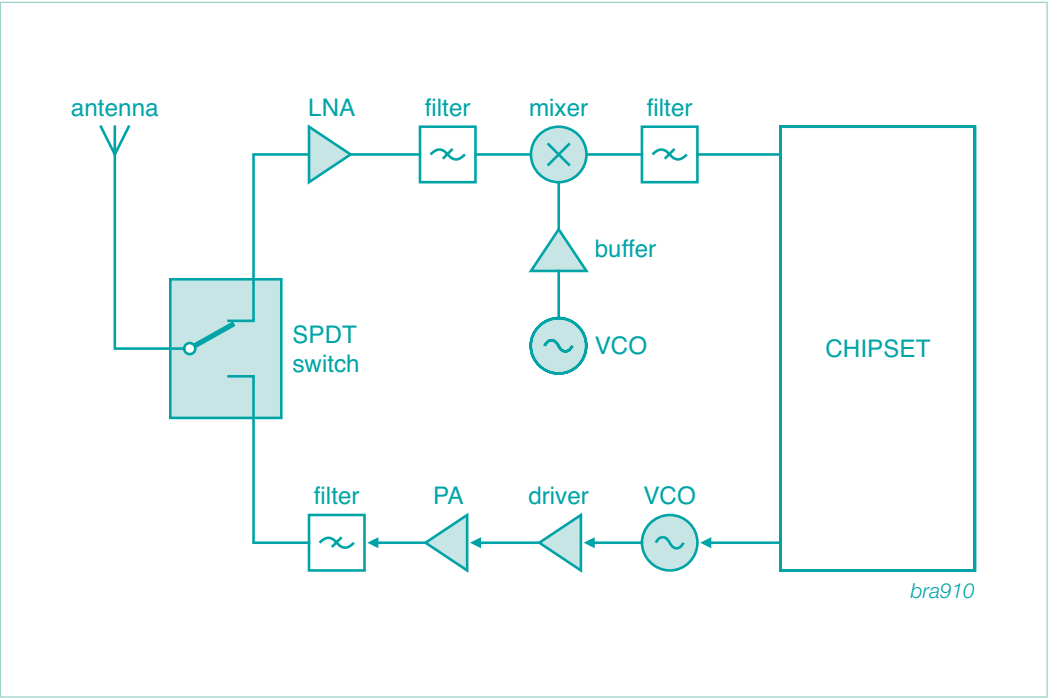 antenna
LNA
filter
mixer
filter
buffer
SPDT
switch
VCO
CHIPSET
filter
PA
driver
VCO
bra910